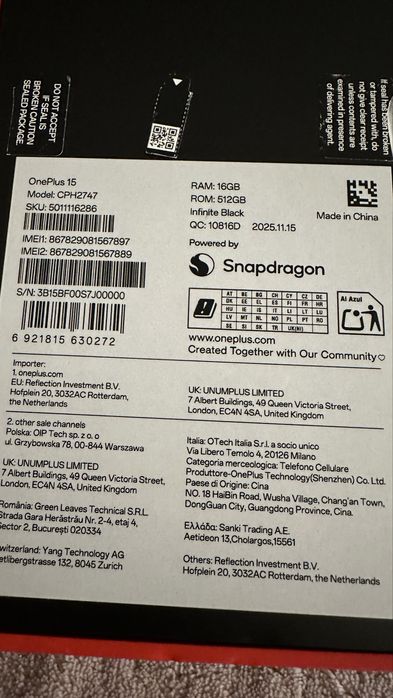 DO NOT ACCEPT
IF SEAL IS
BROKEN CAUTION
SEALED PACKAGE
If seal has been broken
or tampered with, do
not give clear receipt
unless contents are
examined in presence
of delivering agent.
OnePlus 15
Model: CPH2747
SKU: 5011116286
IMEI1: 867829081567897
IMEI2: 867829081567889
S/N: 3B15BF00S7J00000
6 921815 630272
RAM: 16GB
ROM: 512GB
Infinite Black
QC: 10816D 2025.11.15
Made in China
Powered by
Snapdragon
AT BE BG CH CY CZ DE
DK EE EL ES FI FR HR
HU IE IS IT LI LT LU
LV MT NL NO PL PT RO
SE SI SK TR UK(NI)
Al Azul
www.oneplus.com
Created Together with Our Community
Importer:
1. oneplus.com
EU: Reflection Investment B.V.
Hofplein 20, 3032AC Rotterdam,
the Netherlands
UK: UNUMPLUS LIMITED
7 Albert Buildings, 49 Queen Victoria Street,
London, EC4N 4SA, United Kingdom
2. other sale channels
Polska: OIP Tech sp. z o.o
ul. Grzybowska 78, 00-844 Warszawa
UK: UNUMPLUS LIMITED
7 Albert Buildings, 49 Queen Victoria Street,
London, EC4N 4SA, United Kingdom
România: Green Leaves Technical S.R.L.
Strada Gara Herăstrău Nr. 2-4, etaj 4,
Sector 2, București 020334
Switzerland: Yang Technology AG
etlibergstrasse 132, 8045 Zurich
Italia: OTech Italia S.r.l. a socio unico
Via Libero Temolo 4, 20126 Milano
Categoria merceologica: Telefono Cellulare
Produttore-OnePlus Technology(Shenzhen) Co. Ltd.
Paese di Origine: Cina
NO. 18 HaiBin Road, Wusha Village, Chang'an Town,
DongGuan City, Guangdong Province, Cina.
Ελλάδα: Sanki Trading A.E.
Aetideon 13,Cholargos,15561
Others: Reflection Investment B.V.
Hofplein 20, 3032AC Rotterdam, the Netherlands